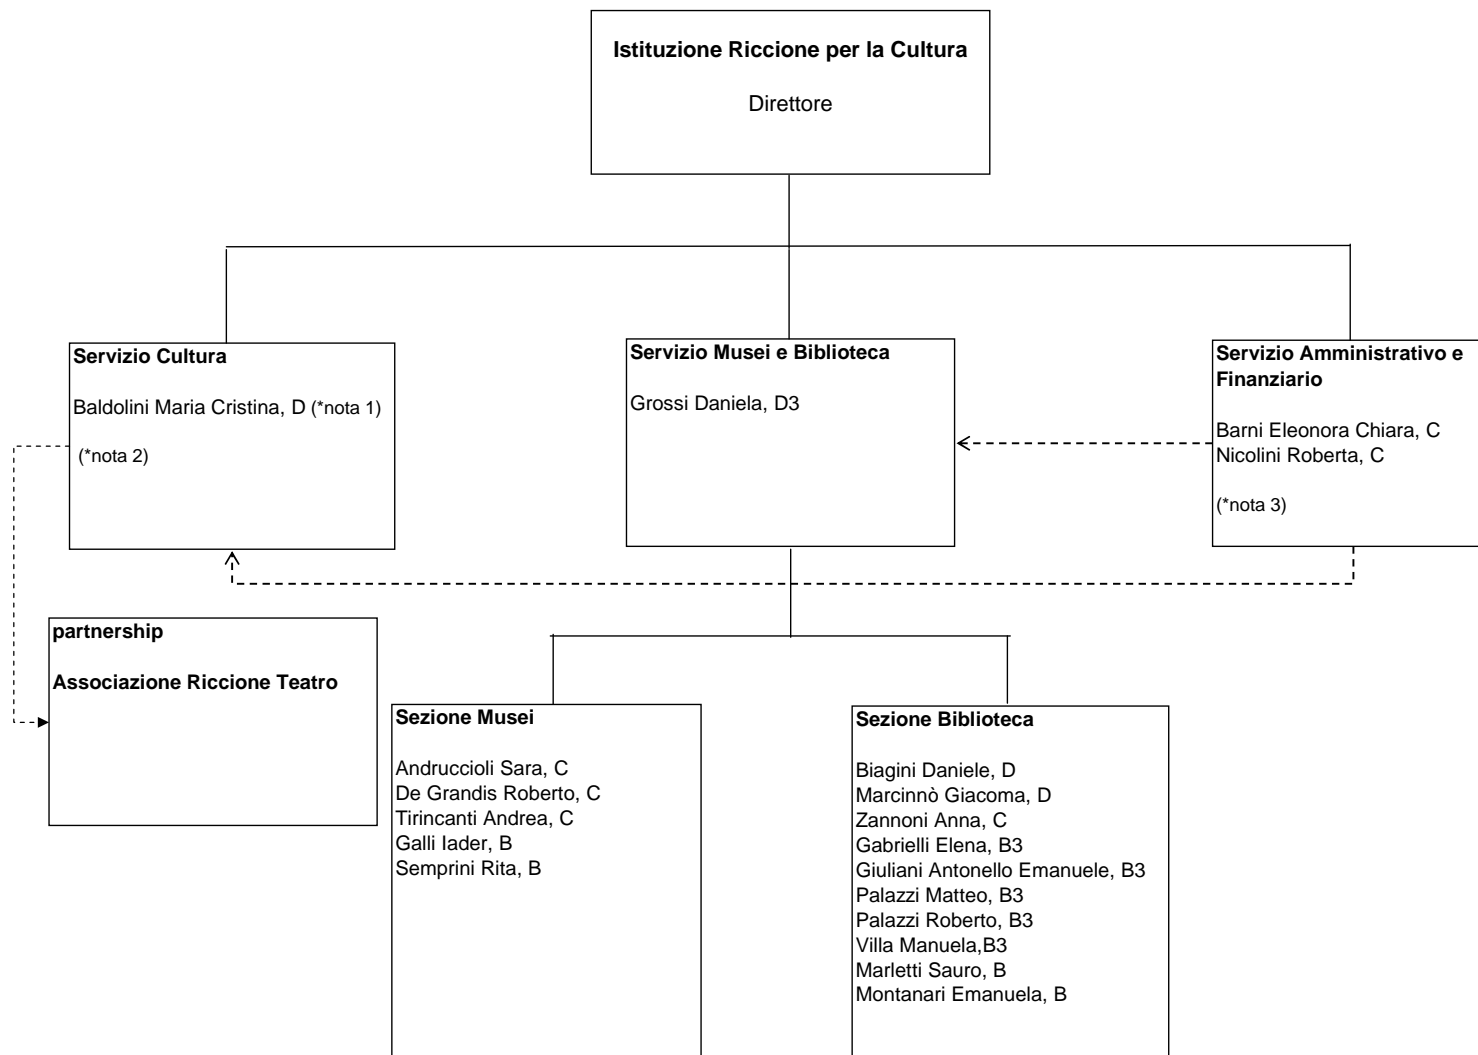 Istituzione Riccione per la Cultura
Direttore
Servizio Cultura
Baldolini Maria Cristina, D (*nota 1)
(*nota 2)
Servizio Musei e Biblioteca
Grossi Daniela, D3
Servizio Amministrativo e
Finanziario
Barni Eleonora Chiara, C
Nicolini Roberta, C
(*nota 3)
partnership
Associazione Riccione Teatro
Sezione Musei
Andruccioli Sara, C
De Grandis Roberto, C
Tirincanti Andrea, C
Galli Iader, B
Semprini Rita, B
Sezione Biblioteca
Biagini Daniele, D
Marcinnò Giacoma, D
Zannoni Anna, C
Gabrielli Elena, B3
Giuliani Antonello Emanuele, B3
Palazzi Matteo, B3
Palazzi Roberto, B3
Villa Manuela,B3
Marletti Sauro, B
Montanari Emanuela, B